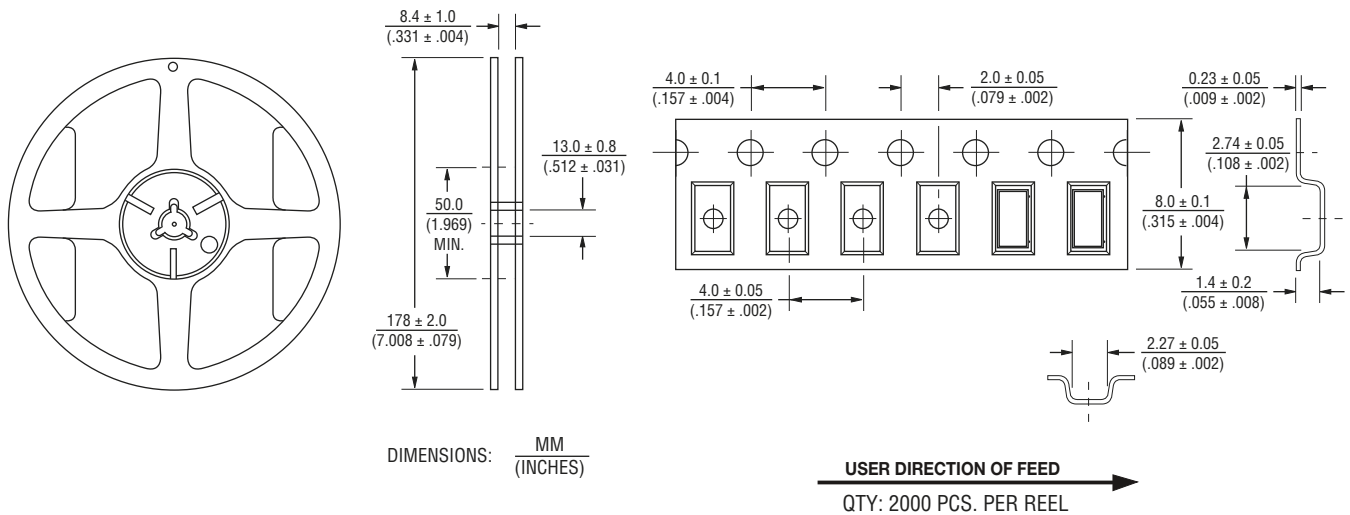 8.4 ± 1.0
(.331 ± .004)
13.0 ± 0.8
(.512 ± .031)
50.0
(1.969)
MIN.
178 ± 2.0
(7.008 ± .079)
DIMENSIONS: MM
(INCHES)
4.0 ± 0.1
(.157 ± .004)
2.0 ± 0.05
(.079 ± .002)
0.23 ± 0.05
(.009 ± .002)
2.74 ± 0.05
(.108 ± .002)
8.0 ± 0.1
(.315 ± .004)
4.0 ± 0.05
(.157 ± .002)
1.4 ± 0.2
(.055 ± .008)
2.27 ± 0.05
(.089 ± .002)
USER DIRECTION OF FEED
QTY: 2000 PCS. PER REEL